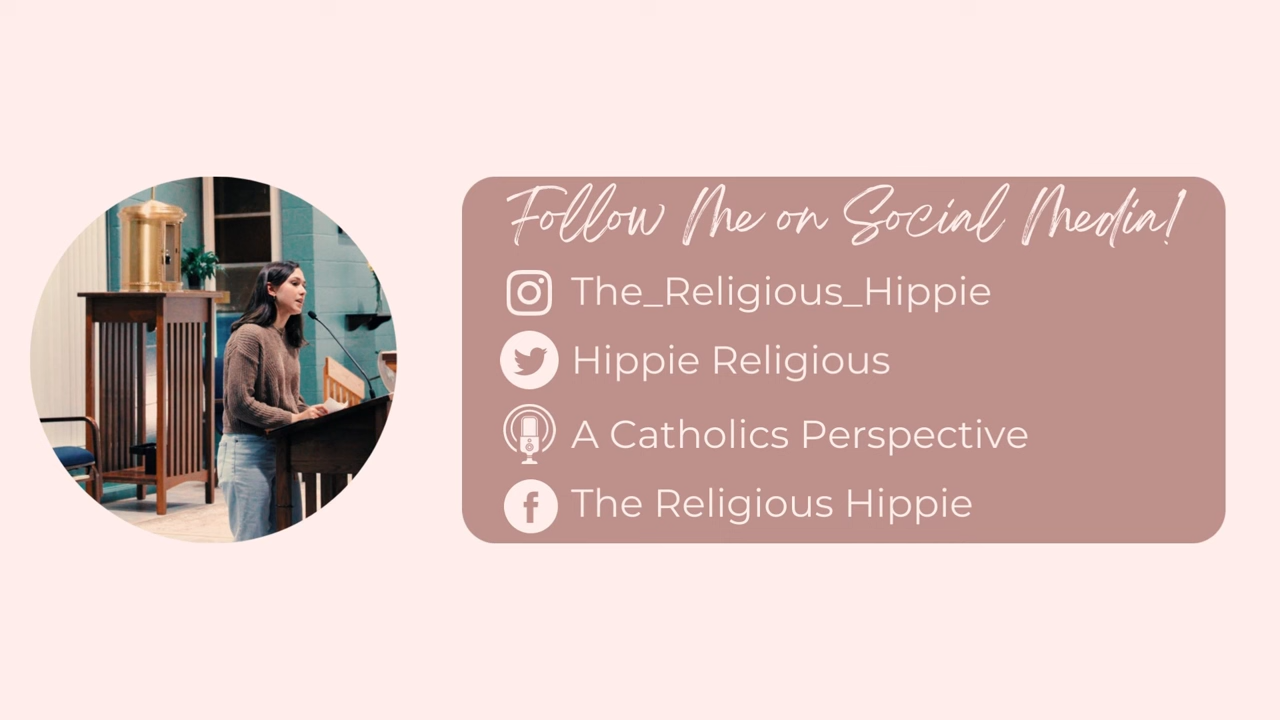 Follow Me on Social Media!
The_Religious_Hippie
Hippie Religious
A Catholics Perspective
The Religious Hippie